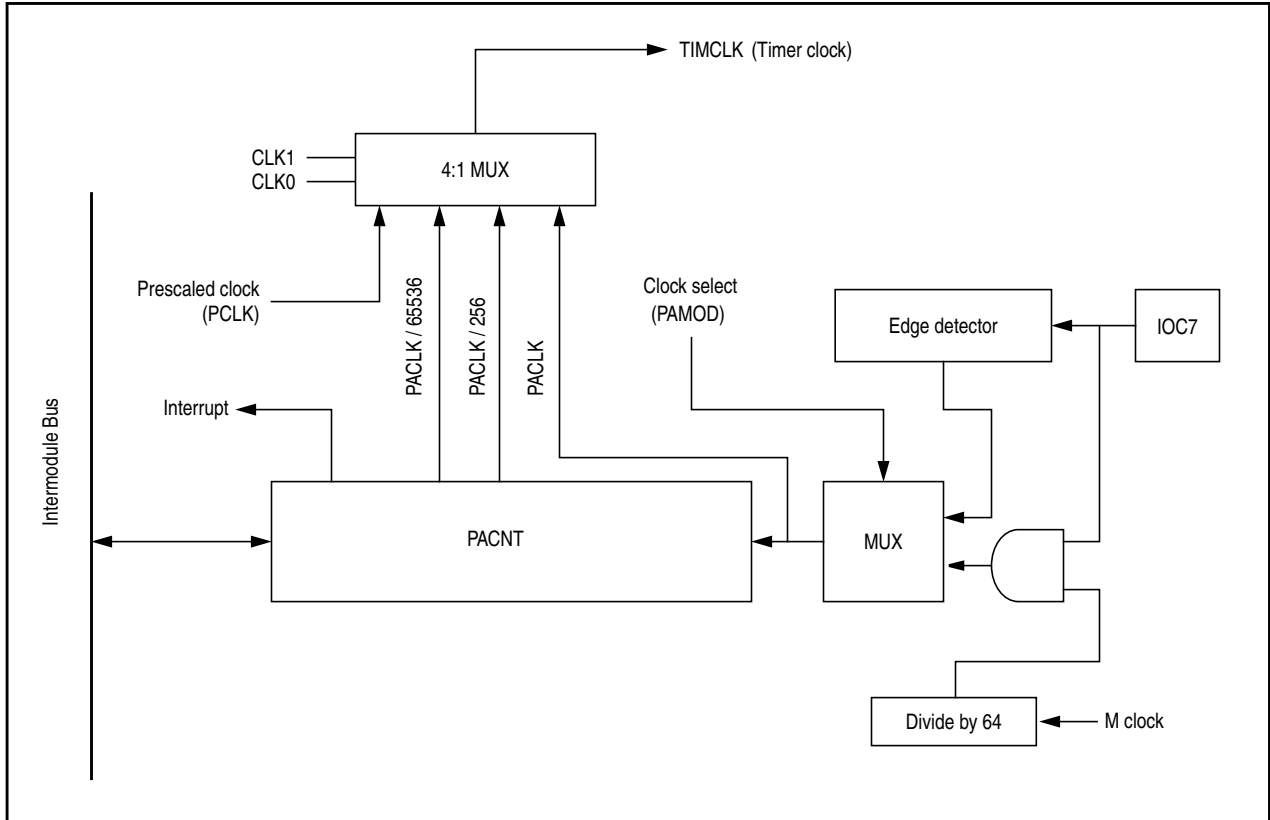 TIMCLK (Timer clock)
CLK1
CLK0
4:1 MUX
Prescaled clock
(PCLK)
PACLK / 65536
PACLK / 256
PACLK
Clock select
(PAMOD)
Edge detector
IOC7
Interrupt
Intermodule Bus
PACNT
MUX
Divide by 64
M clock